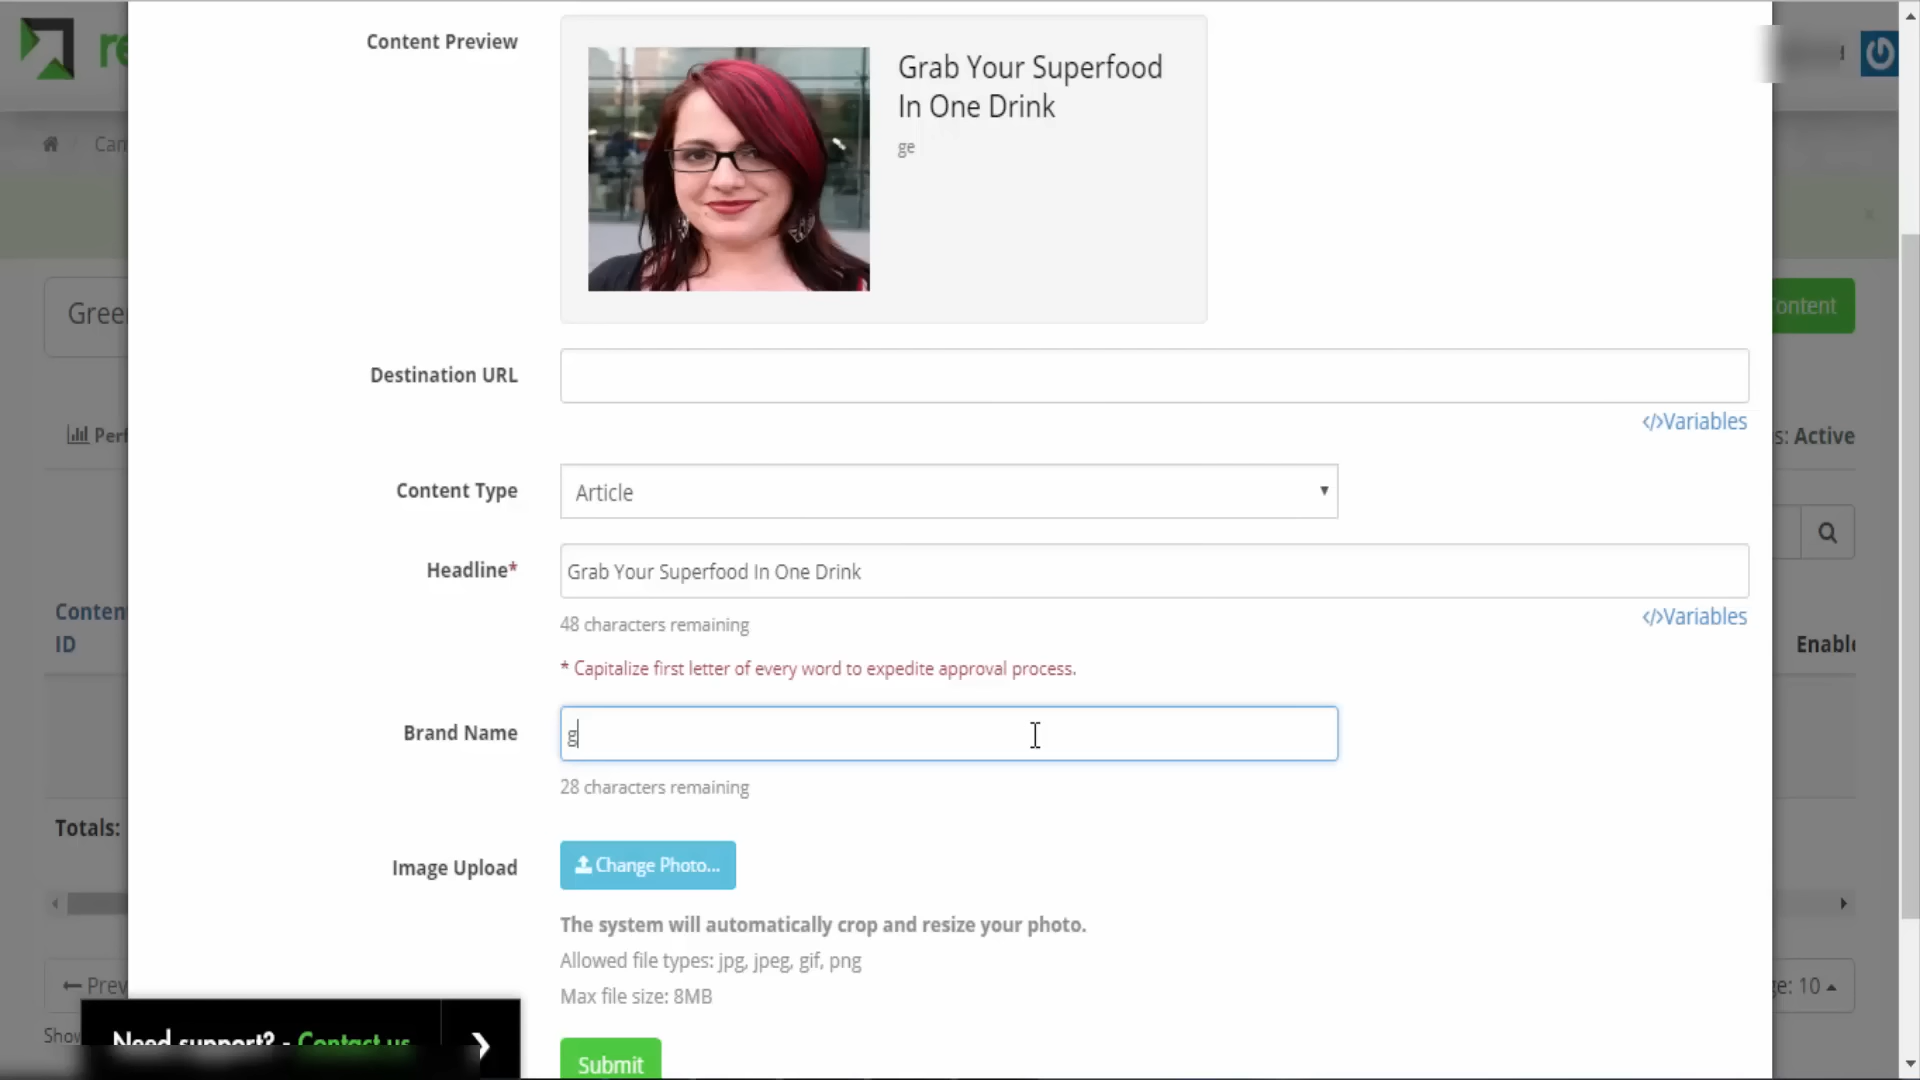 Content Preview
Grab Your Superfood
In One Drink
ge
re
Can
Gree
ontent
Destination URL
</>Variables
Perf
s: Active
Content Type
Article
Headline*
Grab Your Superfood In One Drink
48 characters remaining
</>Variables
* Capitalize first letter of every word to expedite approval process.
Conten
ID
Enable
Brand Name
g
28 characters remaining
Totals:
Image Upload
Change Photo...
The system will automatically crop and resize your photo.
Allowed file types: jpg, jpeg, gif, png
Max file size: 8MB
Prev
ge: 10
Show
Need support? - Contact us
Submit